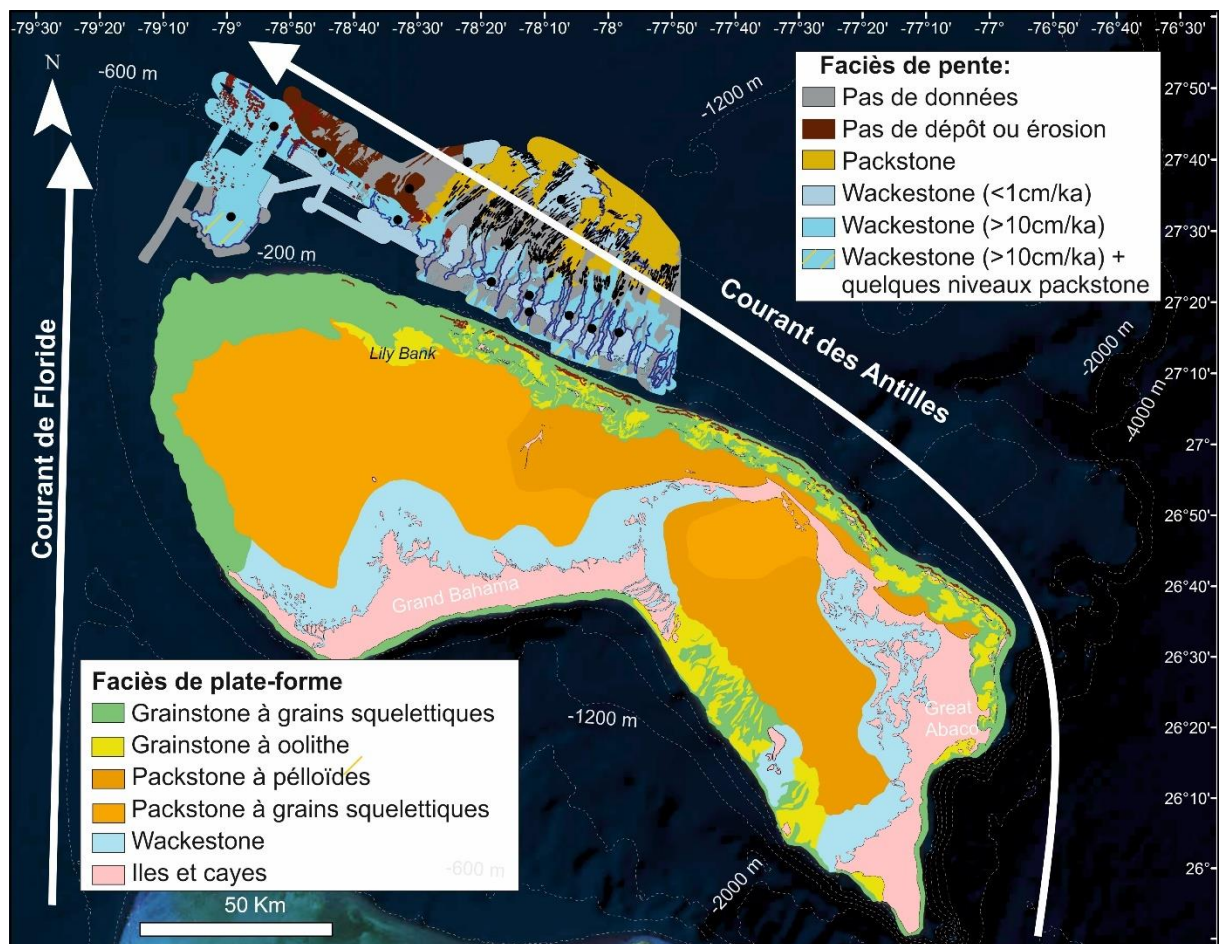 -79°30' -79°20' -79°10' -79° -78°50' -78°40' -78°30' -78°20' -78°10' -78° -77°50' -77°40' -77°30' -77°20' -77°10' -77° -76°50' -76°40' -76°30'
N
-600 m
-1200 m
Faciès de pente:
Pas de données
Pas de dépôt ou érosion
Packstone
Wackestone (<1cm/ka)
Wackestone (>10cm/ka)
Wackestone (>10cm/ka) +
quelques niveaux packstone
27°50'
27°40'
27°30'
27°20'
27°10'
27°
26°50'
26°40'
26°30'
26°20'
26°10'
26°
-200 m
Courant des Antilles
-2000 m
-4000 m
Lily Bank
Courant de Floride
Grand Bahama
Great
Abaco
-1200 m
Faciès de plate-forme
Grainstone à grains squelettiques
Grainstone à oolithe
Packstone à pélloïdes
Packstone à grains squelettiques
Wackestone
Iles et cayes
-600 m
-2000 m
50 Km